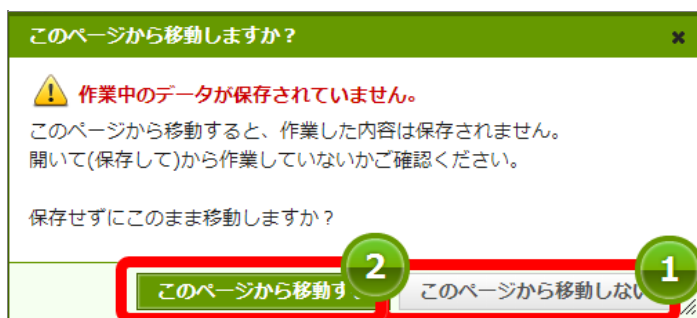 このページから移動しますか？
作業中のデータが保存されていません。
このページから移動すると、作業した内容は保存されません。
開いて(保存して)から作業していないかご確認ください。
保存せずにこのまま移動しますか？
このページから移動す
2
このページから移動しない
1